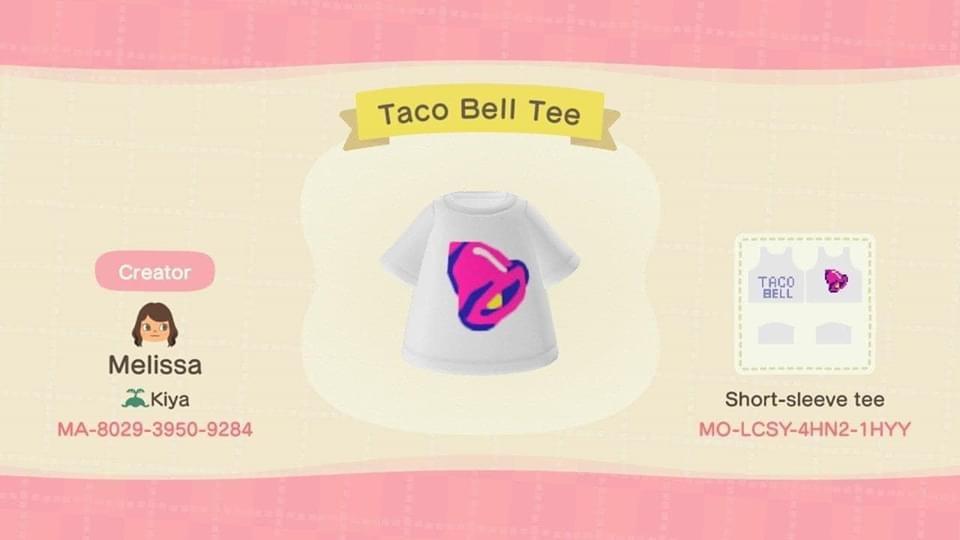 Taco Bell Tee
Creator
Melissa
Kiya
MA-8029-3950-9284
TACO
BELL
Short-sleeve tee
MO-LCSY-4HN2-1HYY